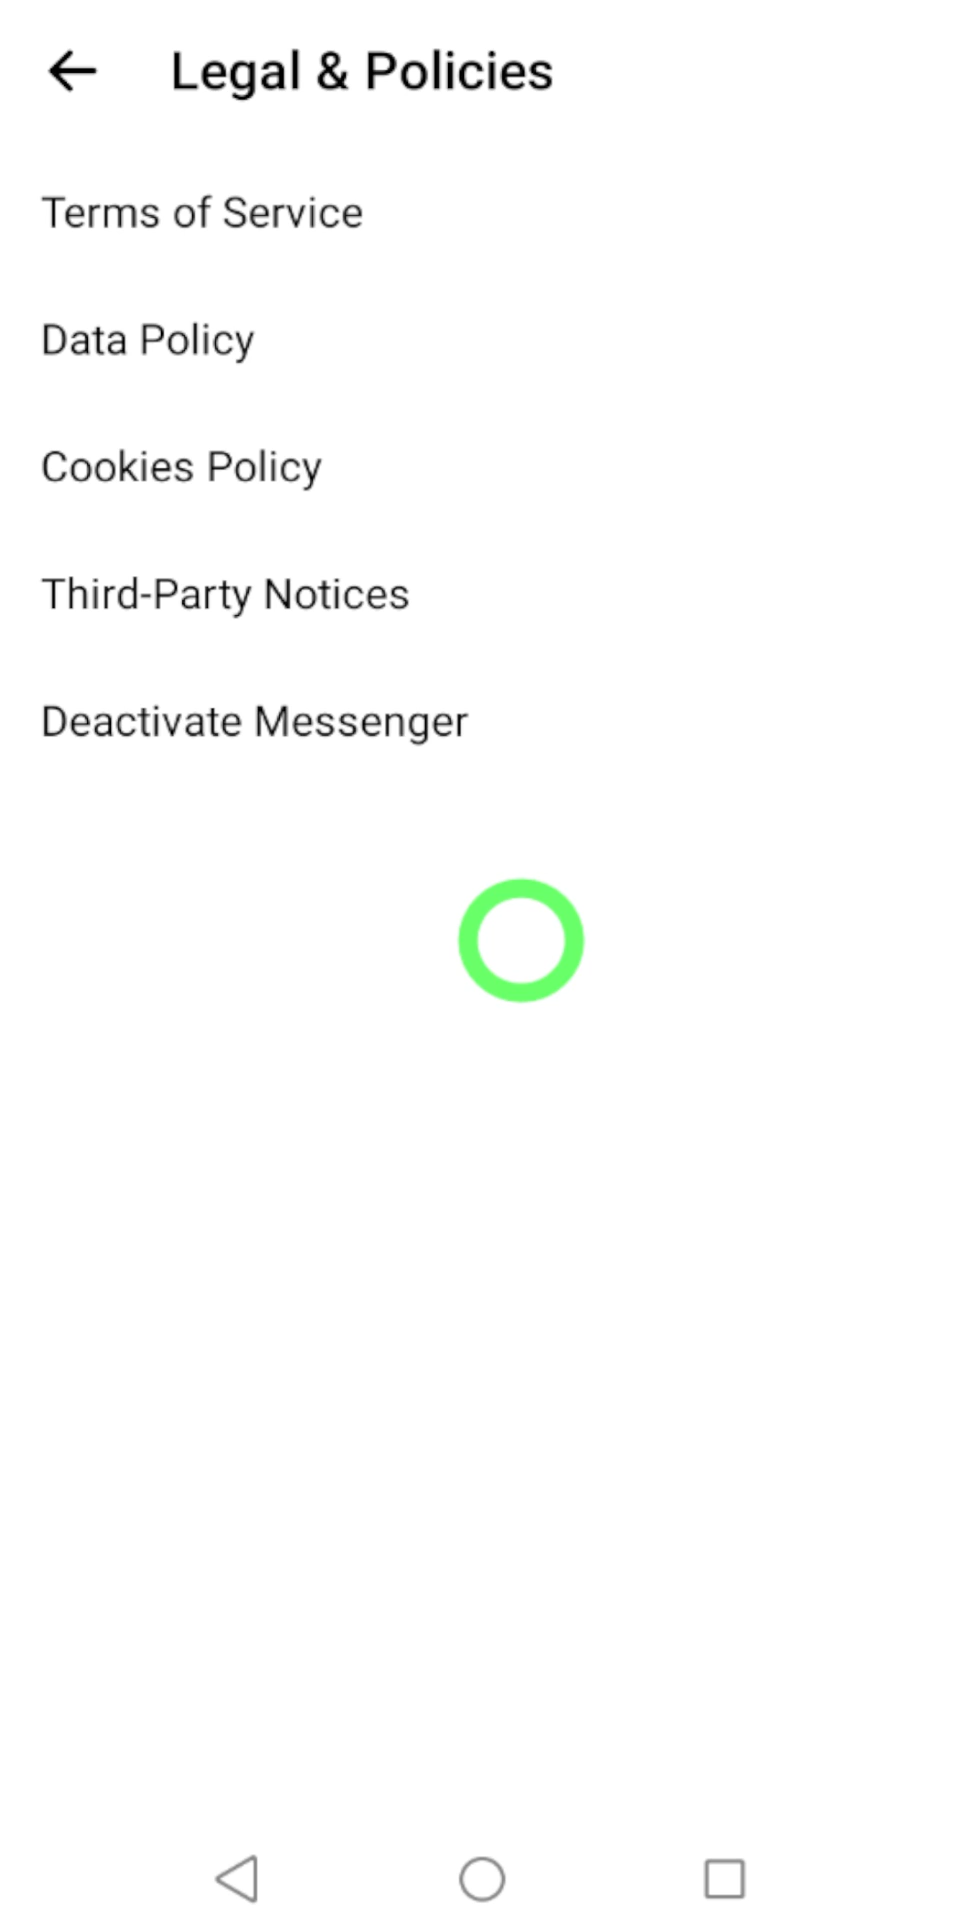 Legal & Policies
Terms of Service
Data Policy
Cookies Policy
Third-Party Notices
Deactivate Messenger